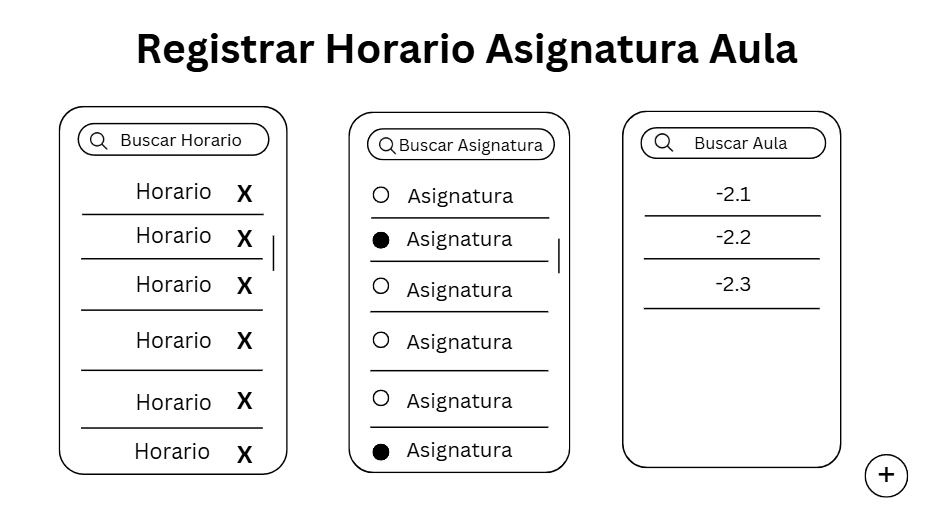 Registrar Horario Asignatura Aula
Buscar Horario
Horario X
Horario X
Horario X
Horario X
Horario X
Horario X
Buscar Asignatura
Asignatura
Asignatura
Asignatura
Asignatura
Asignatura
Asignatura
Buscar Aula
-2.1
-2.2
-2.3
+